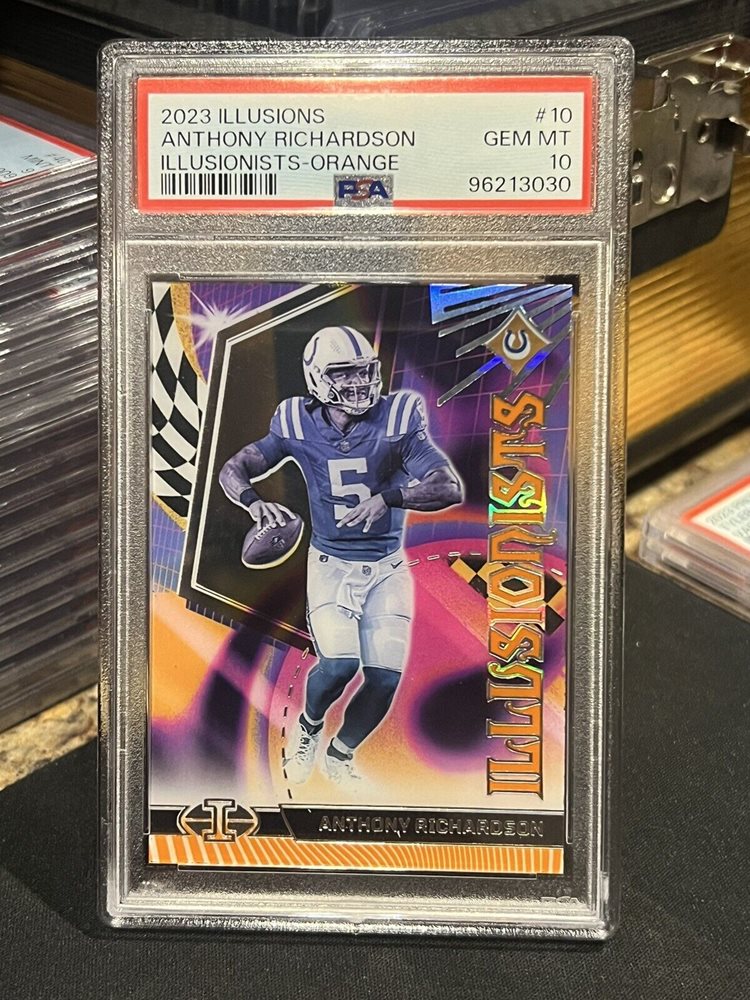 2023 ILLUSIONS #10
ANTHONY RICHARDSON GEM MT
ILLUSIONISTS-ORANGE 10
PSA 96213030
5
ILLUSIONISTS
I
ANTHONY RICHARDSON